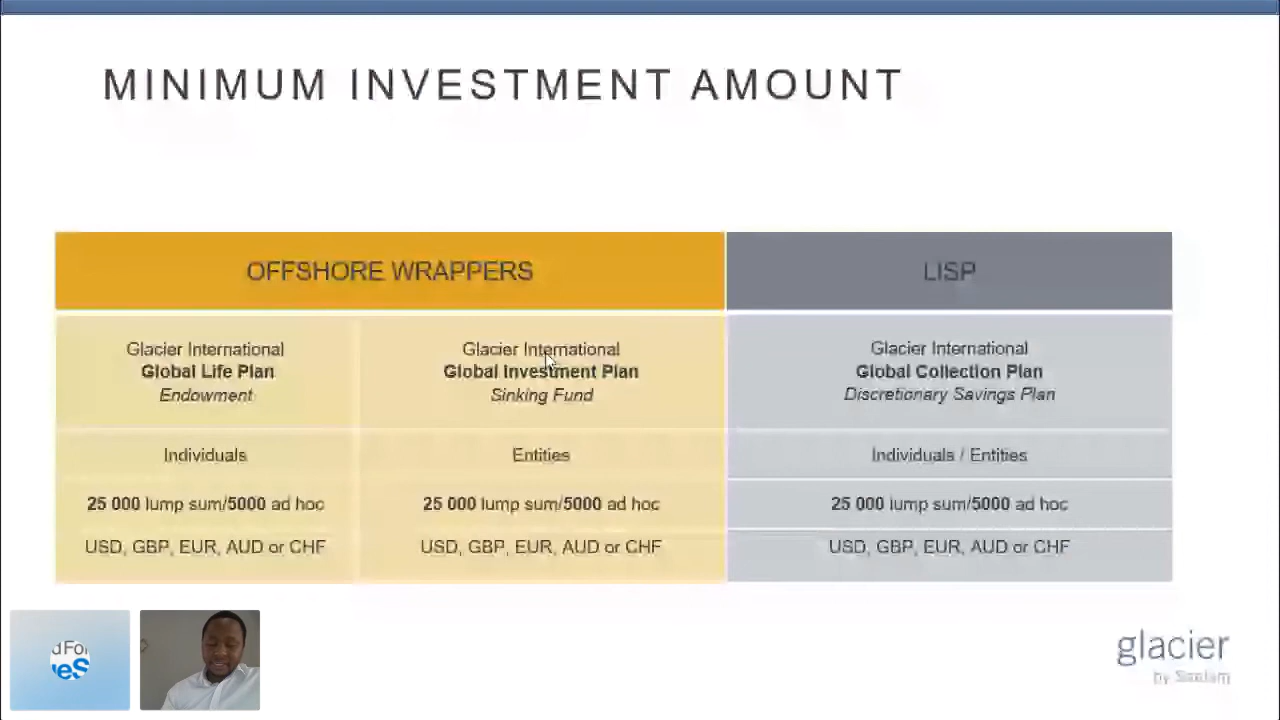 MINIMUM INVESTMENT AMOUNT
OFFSHORE WRAPPERS
LISP
Glacier International
Global Life Plan
Endowment
Glacier International
Global Investment Plan
Sinking Fund
Glacier International
Global Collection Plan
Discretionary Savings Plan
Individuals
Entities
Individuals / Entities
25 000 lump sum/5000 ad hoc
25 000 lump sum/5000 ad hoc
25 000 lump sum/5000 ad hoc
USD, GBP, EUR, AUD or CHF
USD, GBP, EUR, AUD or CHF
USD, GBP, EUR, AUD or CHF
glacier
by Sanlam